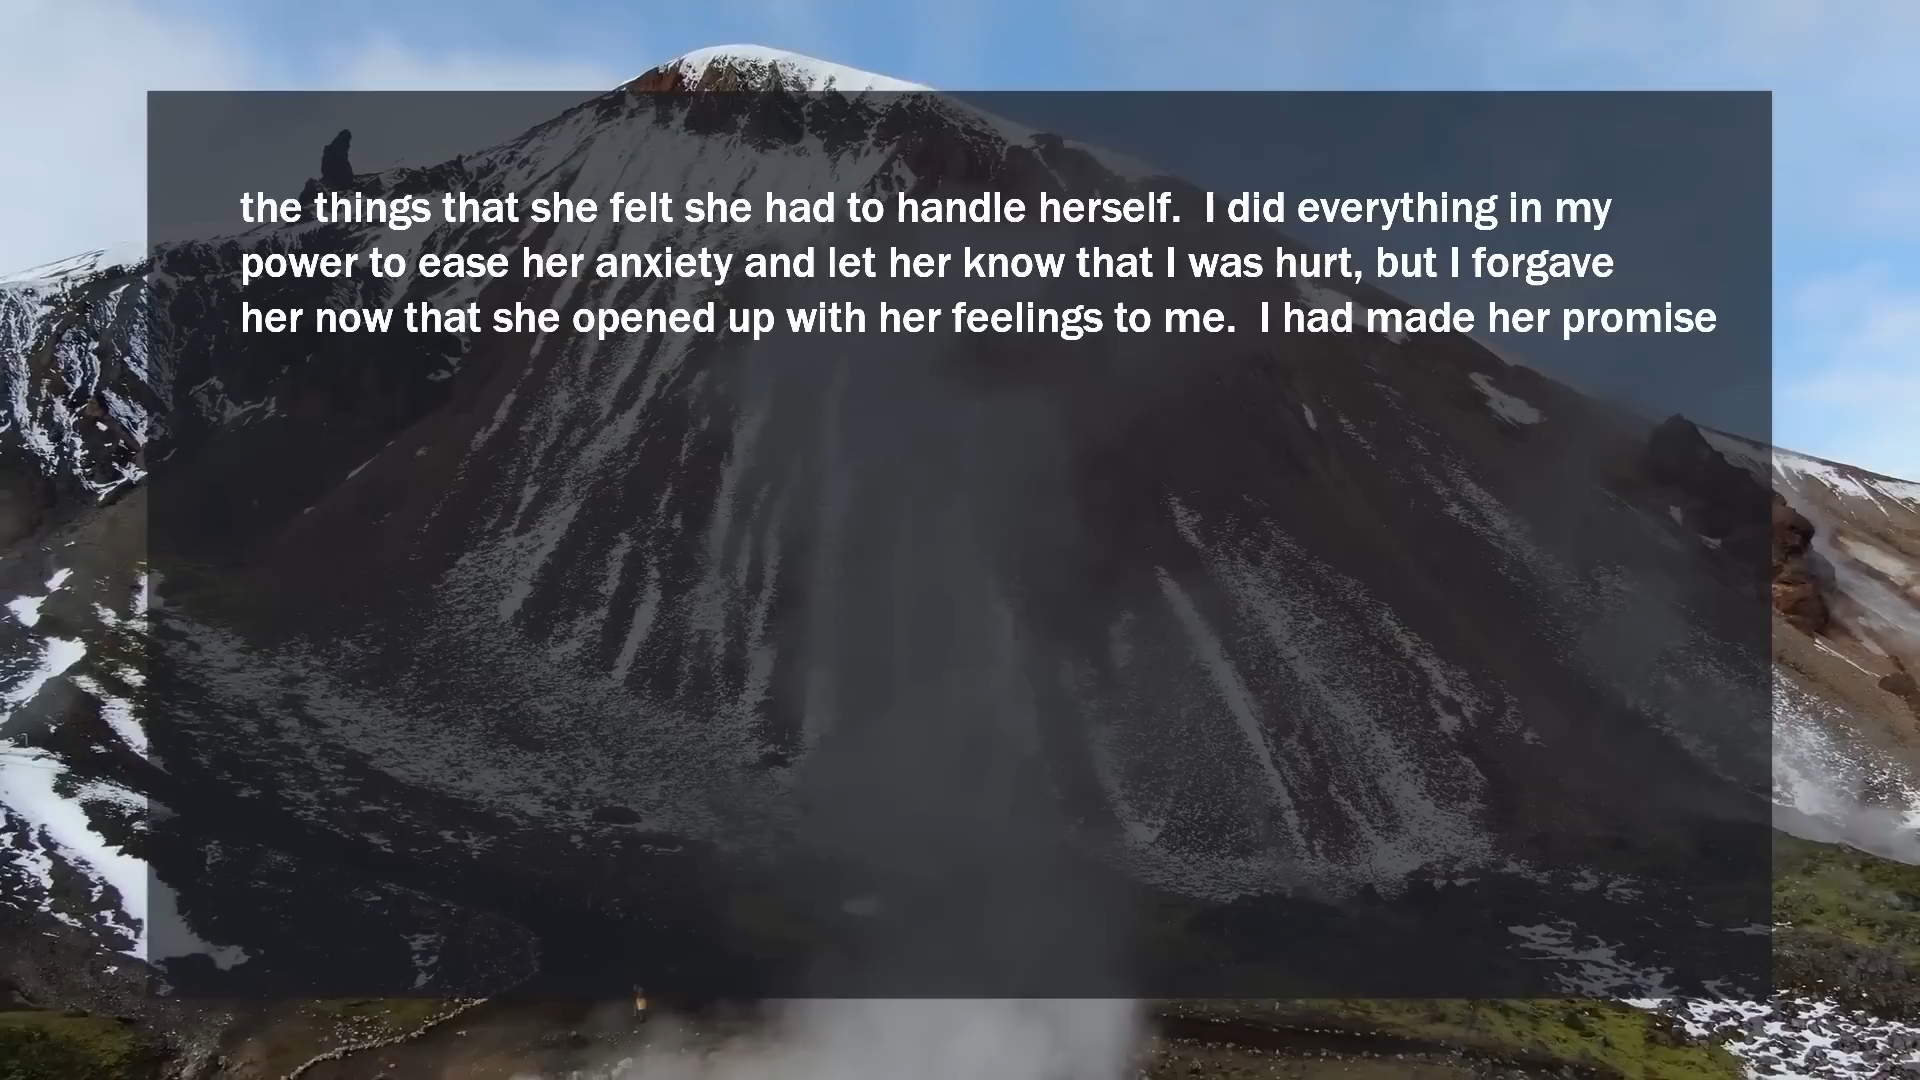 the things that she felt she had to handle herself.  I did everything in my
power to ease her anxiety and let her know that I was hurt, but I forgave
her now that she opened up with her feelings to me.  I had made her promise